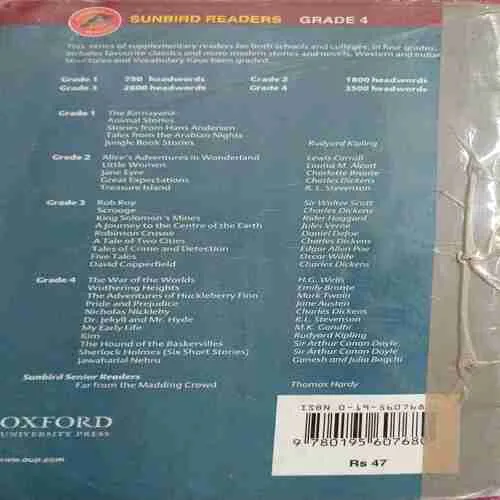 SUNBIRD READERS GRADE 4
This series of supplementary readers for both schools and colleges, in four grades,
includes favourite classics and more modern stories and novels, Western and Indian
Structures and Vocabulary have been graded.
Grade 1 750 headwords Grade 2 1800 headwords
Grade 3 2600 headwords Grade 4 3500 headwords
Grade 1 The Ramayana
Animal Stories
Stories from Hans Andersen
Tales from the Arabian Nights
Jungle Book Stories Rudyard Kipling
Grade 2 Alice's Adventures in Wonderland Lewis Carroll
Little Women Louisa M. Alcott
Jane Eyre Charlotte Bronte
Great Expectations Charles Dickens
Treasure Island R. L. Stevenson
Grade 3 Rob Roy Sir Walter Scott
Scrooge Charles Dickens
King Solomon's Mines Rider Haggard
A Journey to the Centre of the Earth Jules Verne
Robinson Crusoe Daniel Defoe
A Tale of Two Cities Charles Dickens
Tales of Crime and Detection Edgar Allan Poe
Five Tales Oscar Wilde
David Copperfield Charles Dickens
Grade 4 The War of the Worlds H.G. Wells
Wuthering Heights Emily Bronte
The Adventures of Huckleberry Finn Mark Twain
Pride and Prejudice Jane Austen
Nicholas Nickleby Charles Dickens
Dr. Jekyll and Mr. Hyde R.L. Stevenson
My Early Life M.K. Gandhi
Kim Rudyard Kipling
The Hound of the Baskervilles Sir Arthur Conan Doyle
Sherlock Holmes (Six Short Stories) Sir Arthur Conan Doyle
Jawaharlal Nehru Ganesh and Julia Bagchi
Sunbird Senior Readers
Far from the Madding Crowd Thomas Hardy
OXFORD
UNIVERSITY PRESS
www.oup.com
ISBN 0-19-560768
9 780195 60768
Rs 47